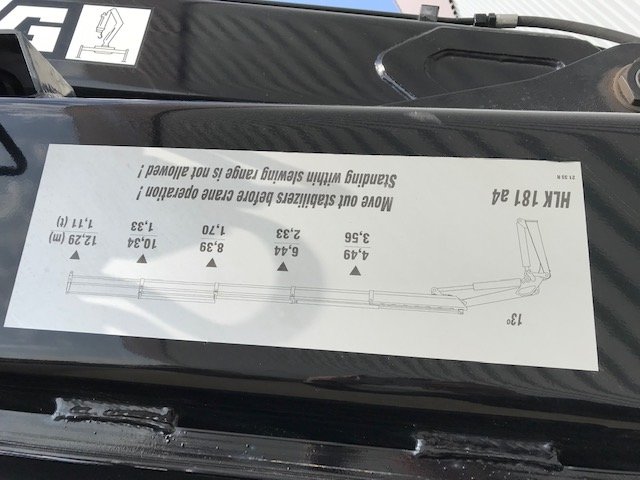 13°
4,49
3,56
6,44
2,33
8,39
1,70
10,34
1,33
12,29 (m)
1,11 (t)
HLK 181 a4
Move out stabilizers before crane operation !
Standing within slewing range is not allowed !